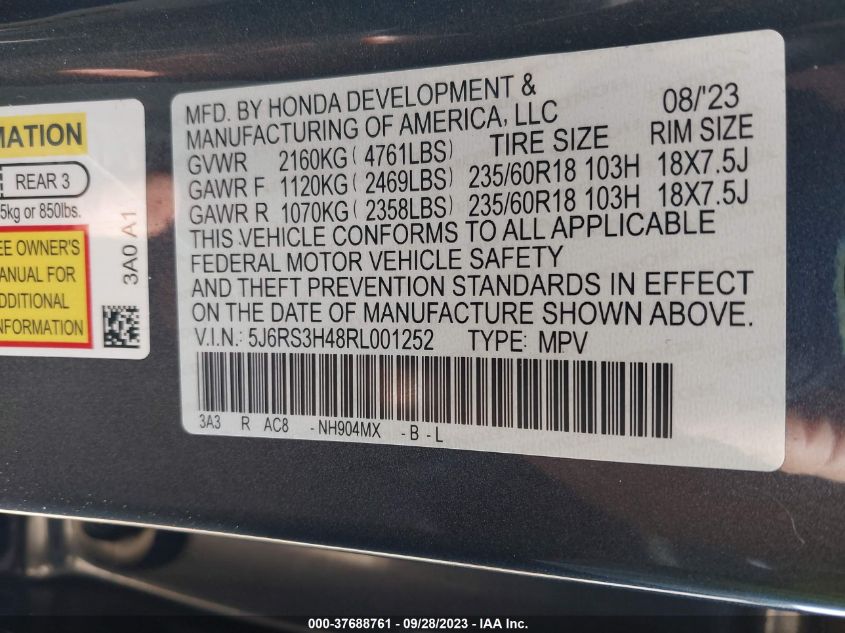 MATION
REAR 3
5kg or 850lbs.
EE OWNER'S
ANUAL FOR
DDITIONAL
NFORMATION
3A0 A1
MFD. BY HONDA DEVELOPMENT & 08/'23
MANUFACTURING OF AMERICA, LLC TIRE SIZE RIM SIZE
GVWR 2160KG( 4761LBS)
GAWR F 1120KG( 2469LBS) 235/60R18 103H 18X7.5J
GAWR R 1070KG( 2358LBS) 235/60R18 103H 18X7.5J
THIS VEHICLE CONFORMS TO ALL APPLICABLE
FEDERAL MOTOR VEHICLE SAFETY
AND THEFT PREVENTION STANDARDS IN EFFECT
ON THE DATE OF MANUFACTURE SHOWN ABOVE.
V.I.N.: 5J6RS3H48RL001252 TYPE: MPV
3A3 R AC8 -NH904MX -B-L
000-37688761 - 09/28/2023 - IAA Inc.